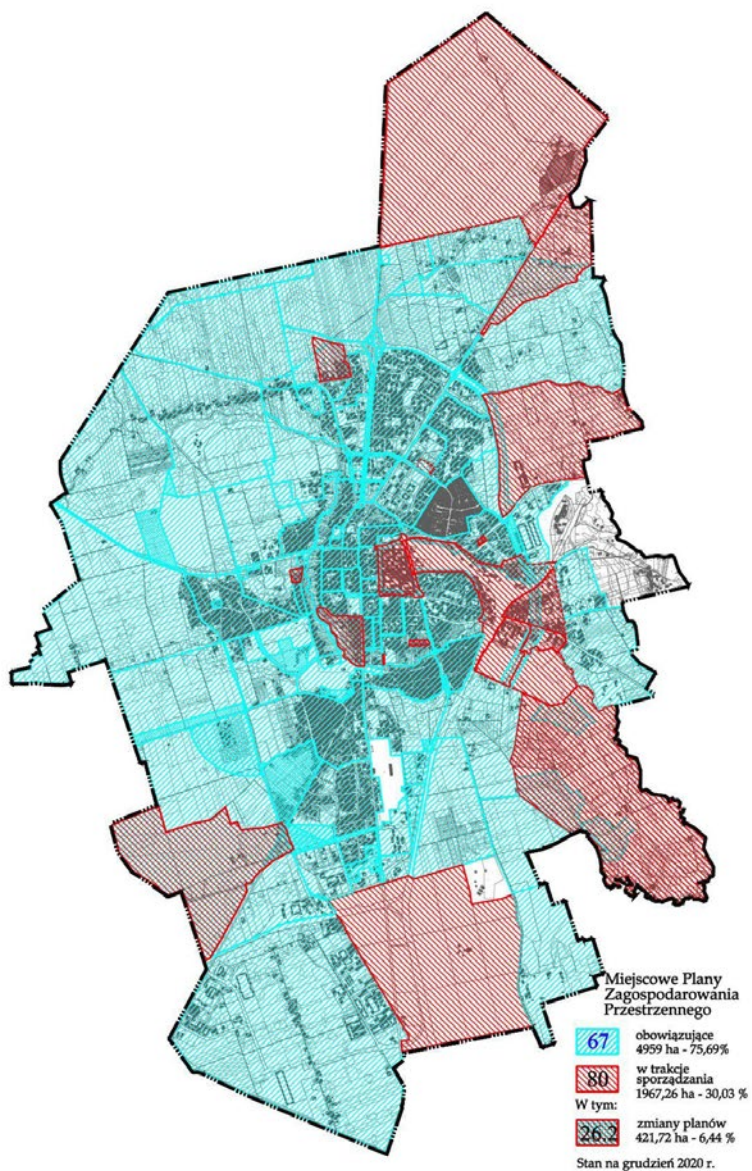 Miejscowe Plany
Zagospodarowania
Przestrzennego
67
obowiązujące
4959 ha - 75,69%
80
w trakcje
sporządzania
1967,26 ha - 30,03 %
W tym:
26.2
zmiany planów
421,72 ha - 6,44 %
Stan na grudzień 2020 r.